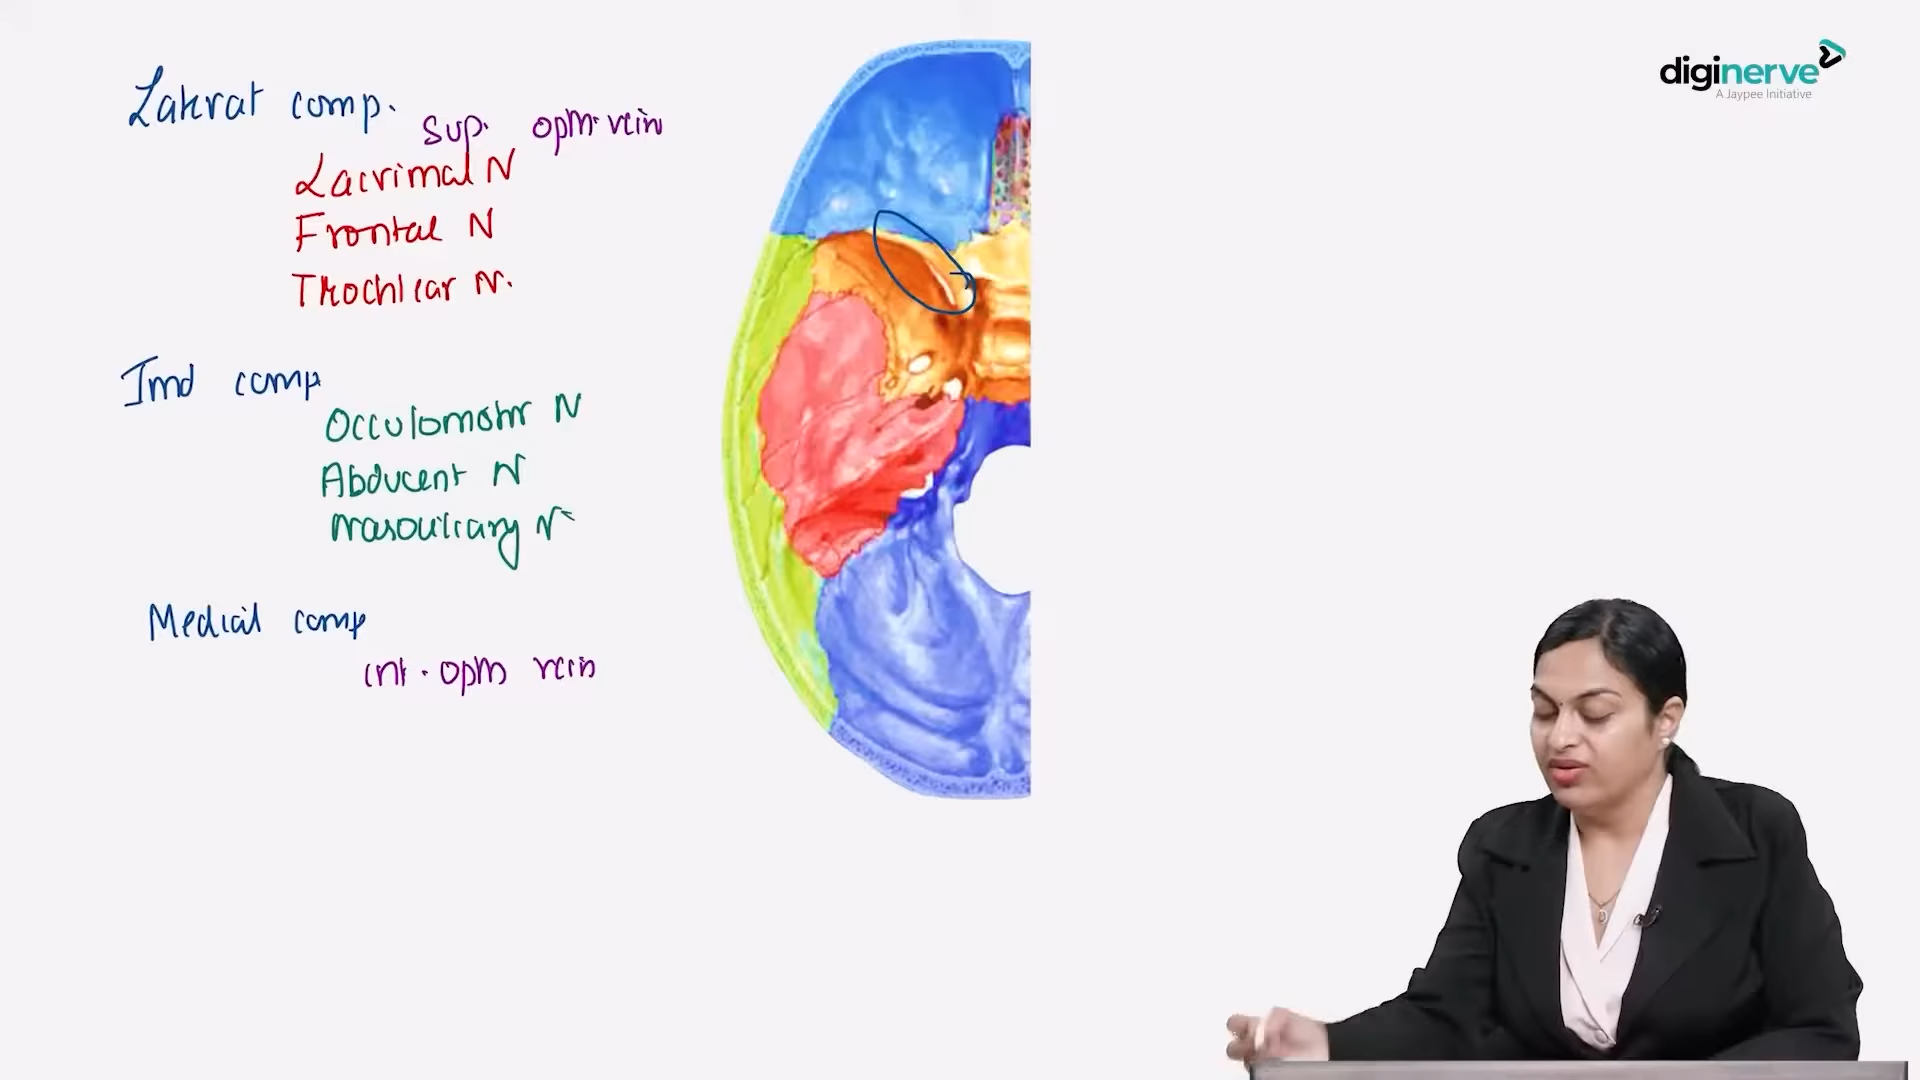 Lateral comp.
Sup. opm. vein
Lacrimal N
Frontal N
Trochlear N.
Imd comp
Occulomotor N
Abducent N
Nasociliary N
Medial comp
inf. opm vein
diginerve
A Jaypee Initiative